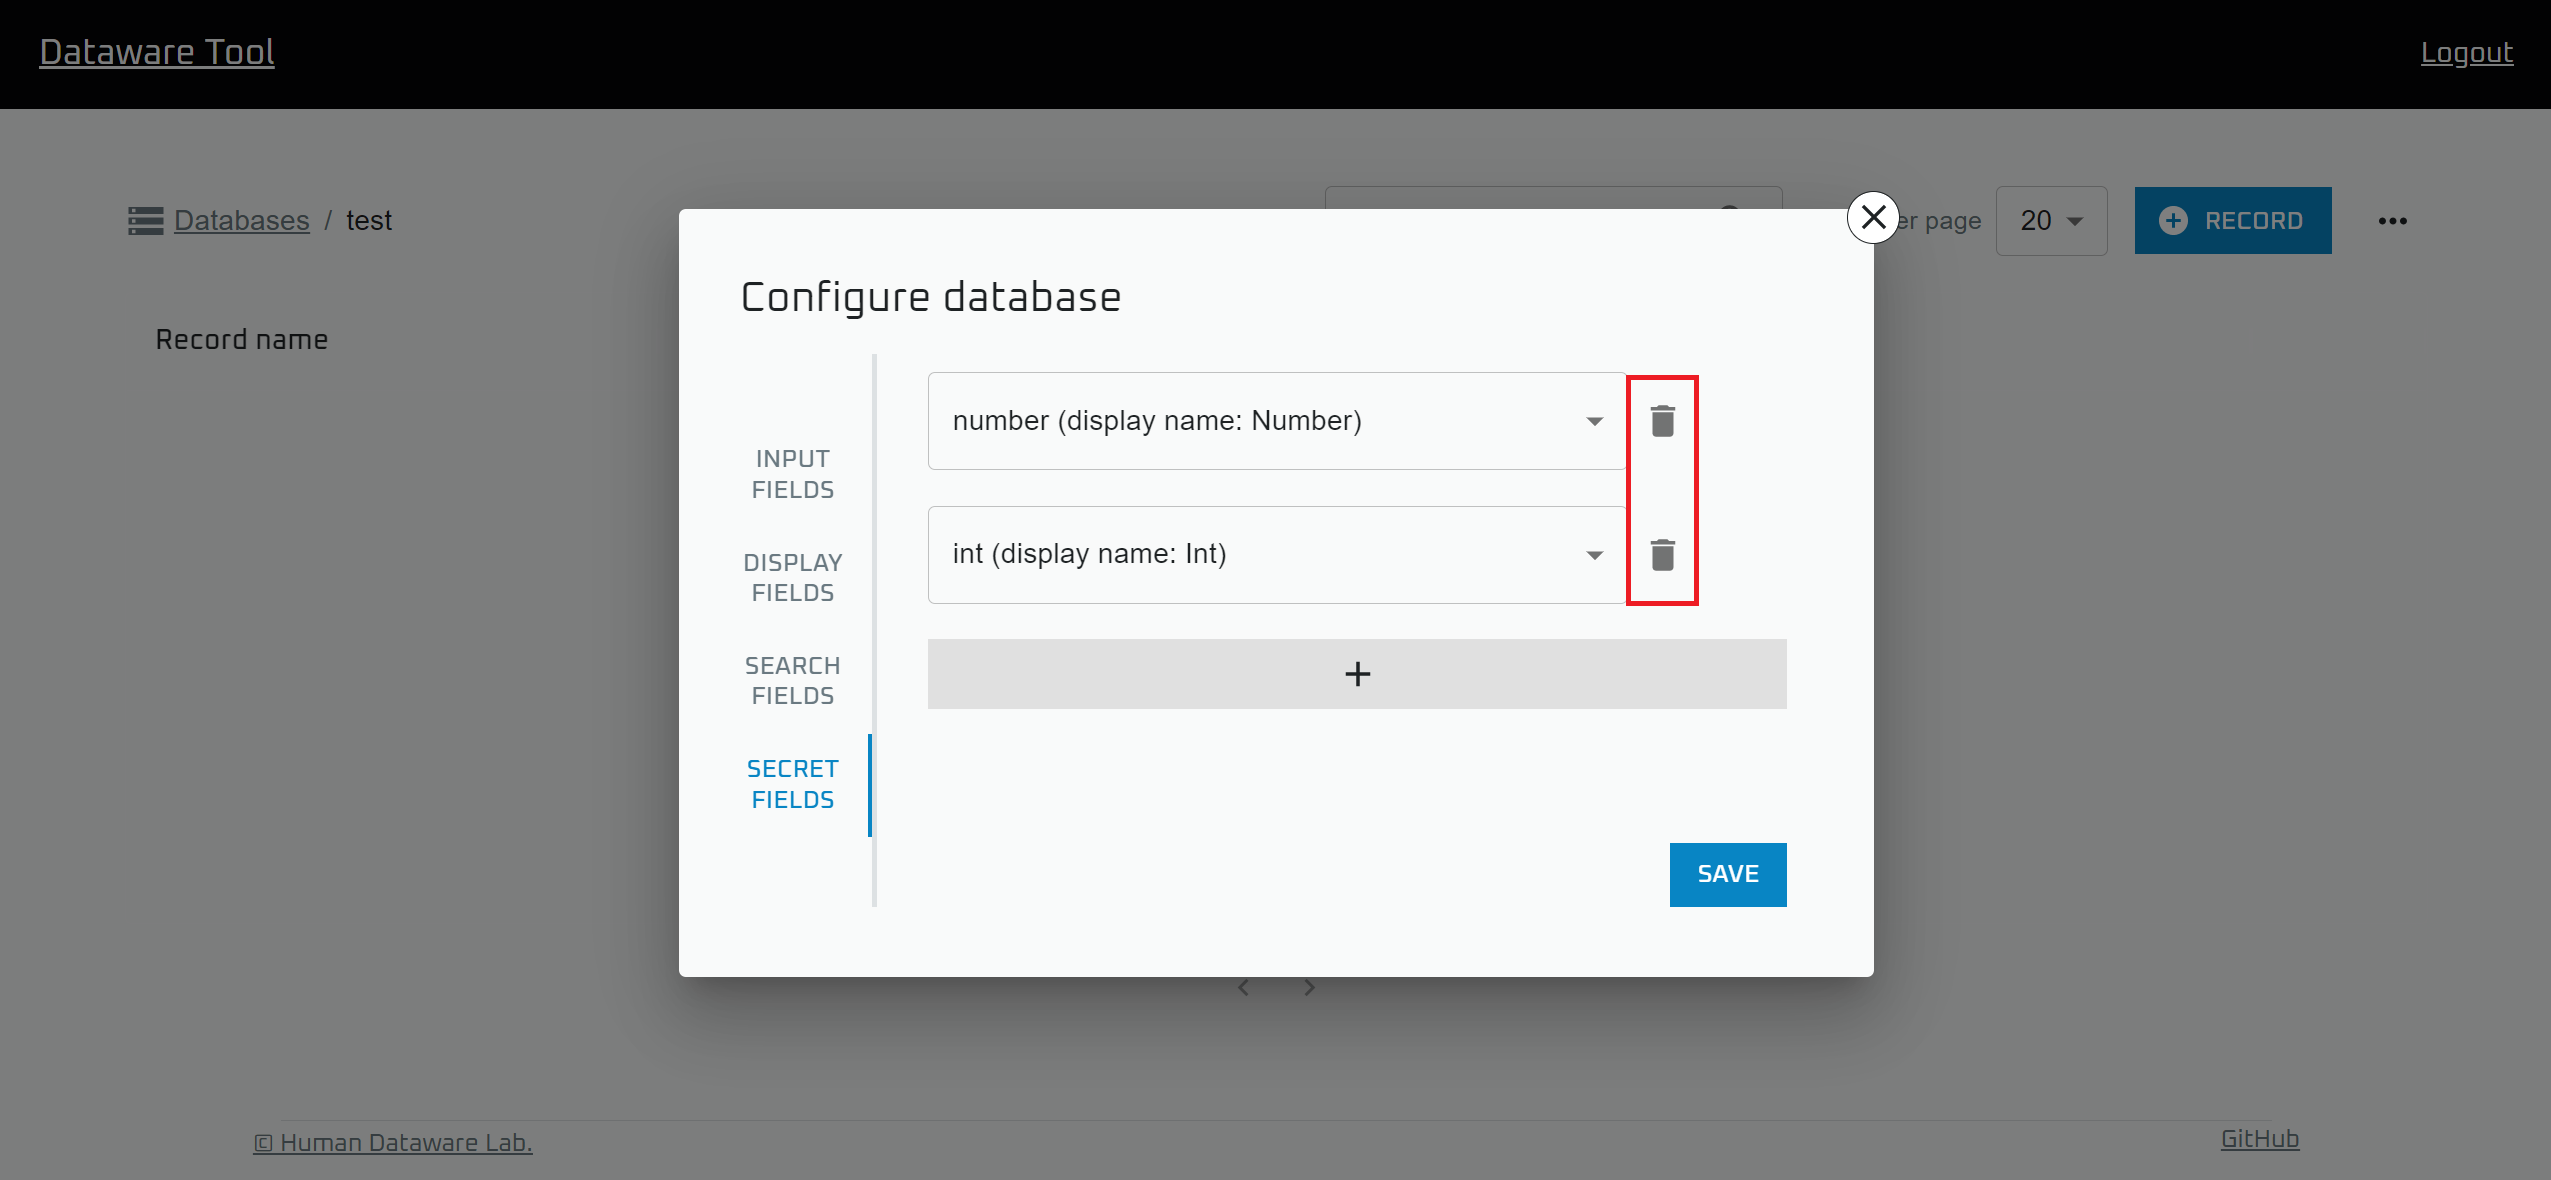 Dataware Tool
Logout
Databases / test
er page
20
RECORD
Record name
Configure database
INPUT
FIELDS
DISPLAY
FIELDS
SEARCH
FIELDS
SECRET
FIELDS
number (display name: Number)
int (display name: Int)
+
SAVE
© Human Dataware Lab.
GitHub